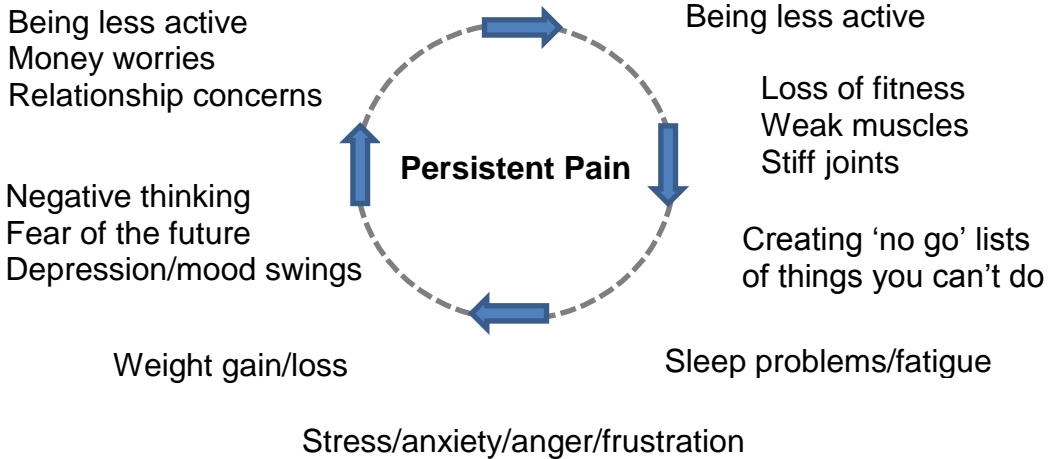 Being less active
Money worries
Relationship concerns
Being less active
Loss of fitness
Weak muscles
Stiff joints
Persistent Pain
Negative thinking
Fear of the future
Depression/mood swings
Creating ‘no go’ lists
of things you can’t do
Weight gain/loss
Sleep problems/fatigue
Stress/anxiety/anger/frustration